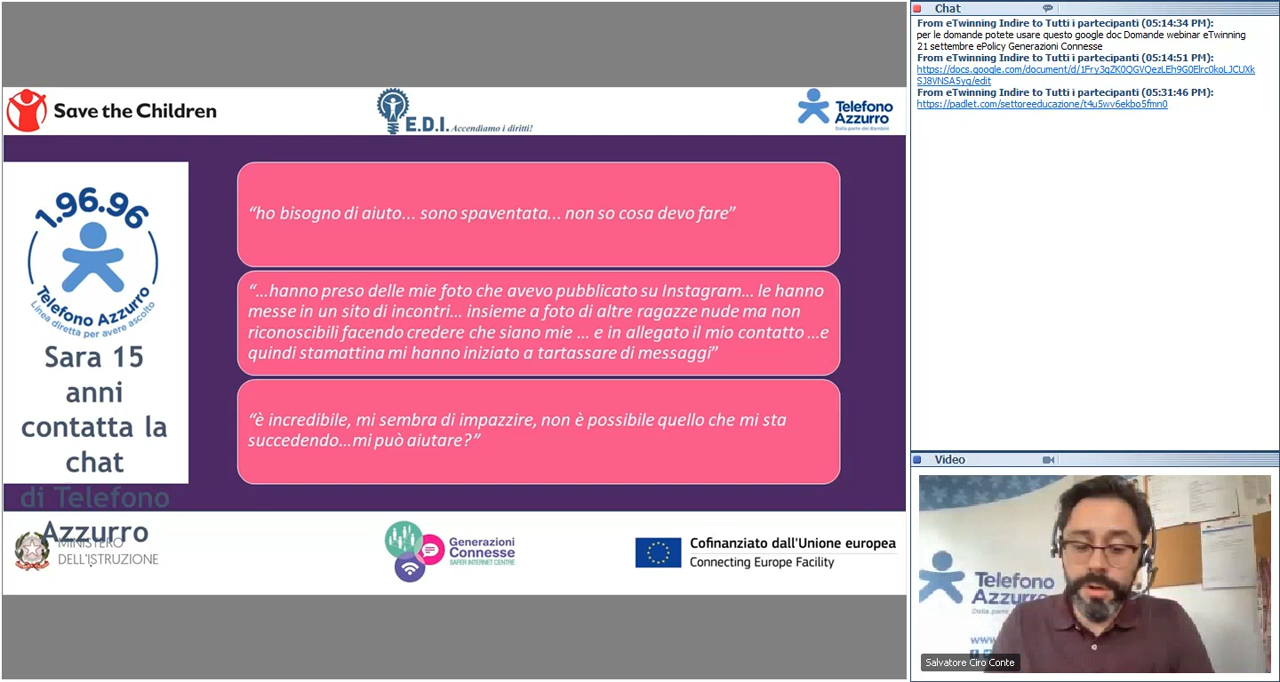 Save the Children
E.D.I. Accendiamo i diritti!
Telefono
Azzurro
Dalla parte dei Bambini
1.96.96
Telefono Azzurro
Linea diretta per avere ascolto
Sara 15
anni
contatta la
chat
di Telefono
Azzurro
“ho bisogno di aiuto... sono spaventata... non so cosa devo fare”
“...hanno preso delle mie foto che avevo pubblicato su Instagram... le hanno
messe in un sito di incontri... insieme a foto di altre ragazze nude ma non
riconoscibili facendo credere che siano mie ... e in allegato il mio contatto ...e
quindi stamattina mi hanno iniziato a tartassare di messaggi”
“è incredibile, mi sembra di impazzire, non è possibile quello che mi sta
succedendo...mi può aiutare?”
MINISTERO
DELL'ISTRUZIONE
Generazioni
Connesse
SAFER INTERNET CENTRE
Cofinanziato dall'Unione europea
Connecting Europe Facility
Chat
From eTwinning Indire to Tutti i partecipanti (05:14:34 PM):
per le domande potete usare questo google doc Domande webinar eTwinning
21 settembre ePolicy Generazioni Connesse
From eTwinning Indire to Tutti i partecipanti (05:14:51 PM):
From eTwinning Indire to Tutti i partecipanti (05:31:46 PM):
https://padlet.com/settoreeducazione/t4u5wv6ekbo5fmn0
Video
Telefono
Azzurro
Salvatore Ciro Conte